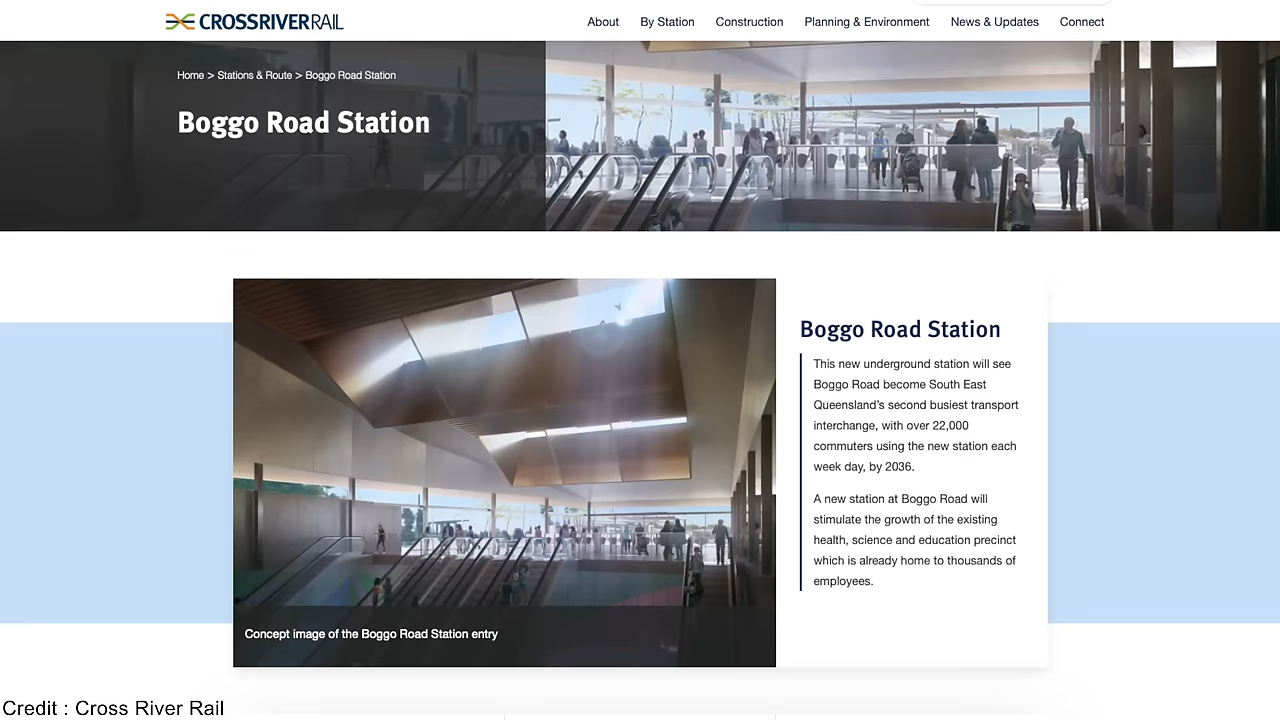 CROSSRIVERRAIL
About By Station Construction Planning & Environment News & Updates Connect
Home > Stations & Route > Boggo Road Station
Boggo Road Station
Boggo Road Station
This new underground station will see
Boggo Road become South East
Queensland’s second busiest transport
interchange, with over 22,000
commuters using the new station each
week day, by 2036.
A new station at Boggo Road will
stimulate the growth of the existing
health, science and education precinct
which is already home to thousands of
employees.
Concept image of the Boggo Road Station entry
Credit : Cross River Rail